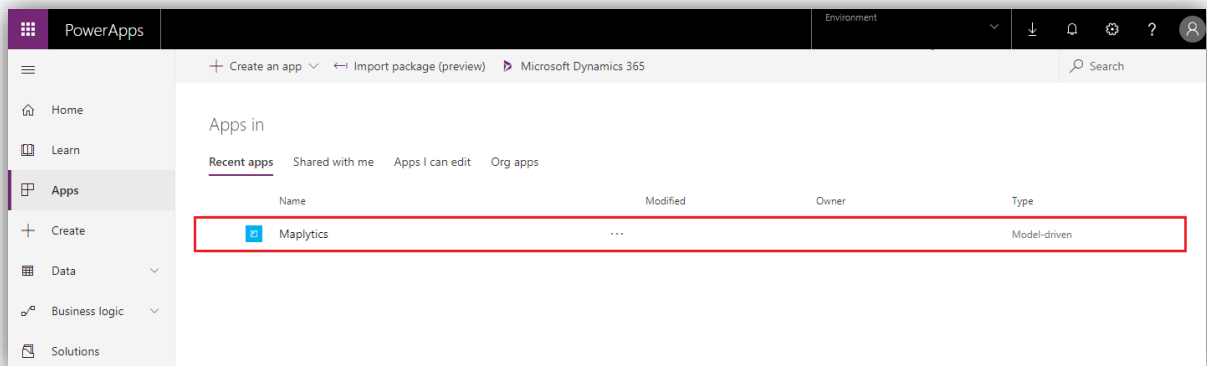 PowerApps
Environment
?
Create an app
Import package (preview)
Microsoft Dynamics 365
Search
Home
Learn
Apps
Create
Data
Business logic
Solutions
Apps in
Recent apps Shared with me Apps I can edit Org apps
Name Modified Owner Type
Maplytics ... Model-driven